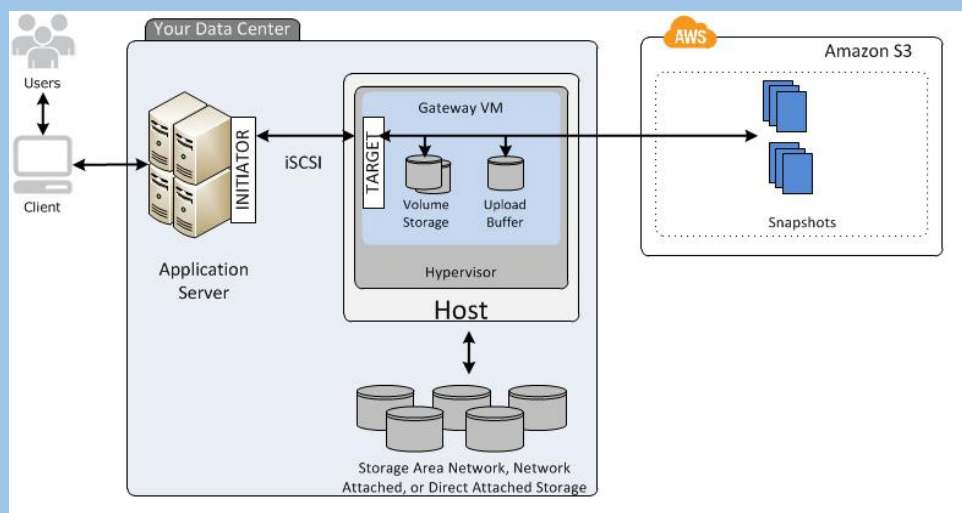 Your Data Center
AWS
Amazon S3
Users
Client
INITIATOR
iSCSI
Application
Server
Gateway VM
TARGET
Volume
Storage
Upload
Buffer
Hypervisor
Host
Snapshots
Storage Area Network, Network
Attached, or Direct Attached Storage